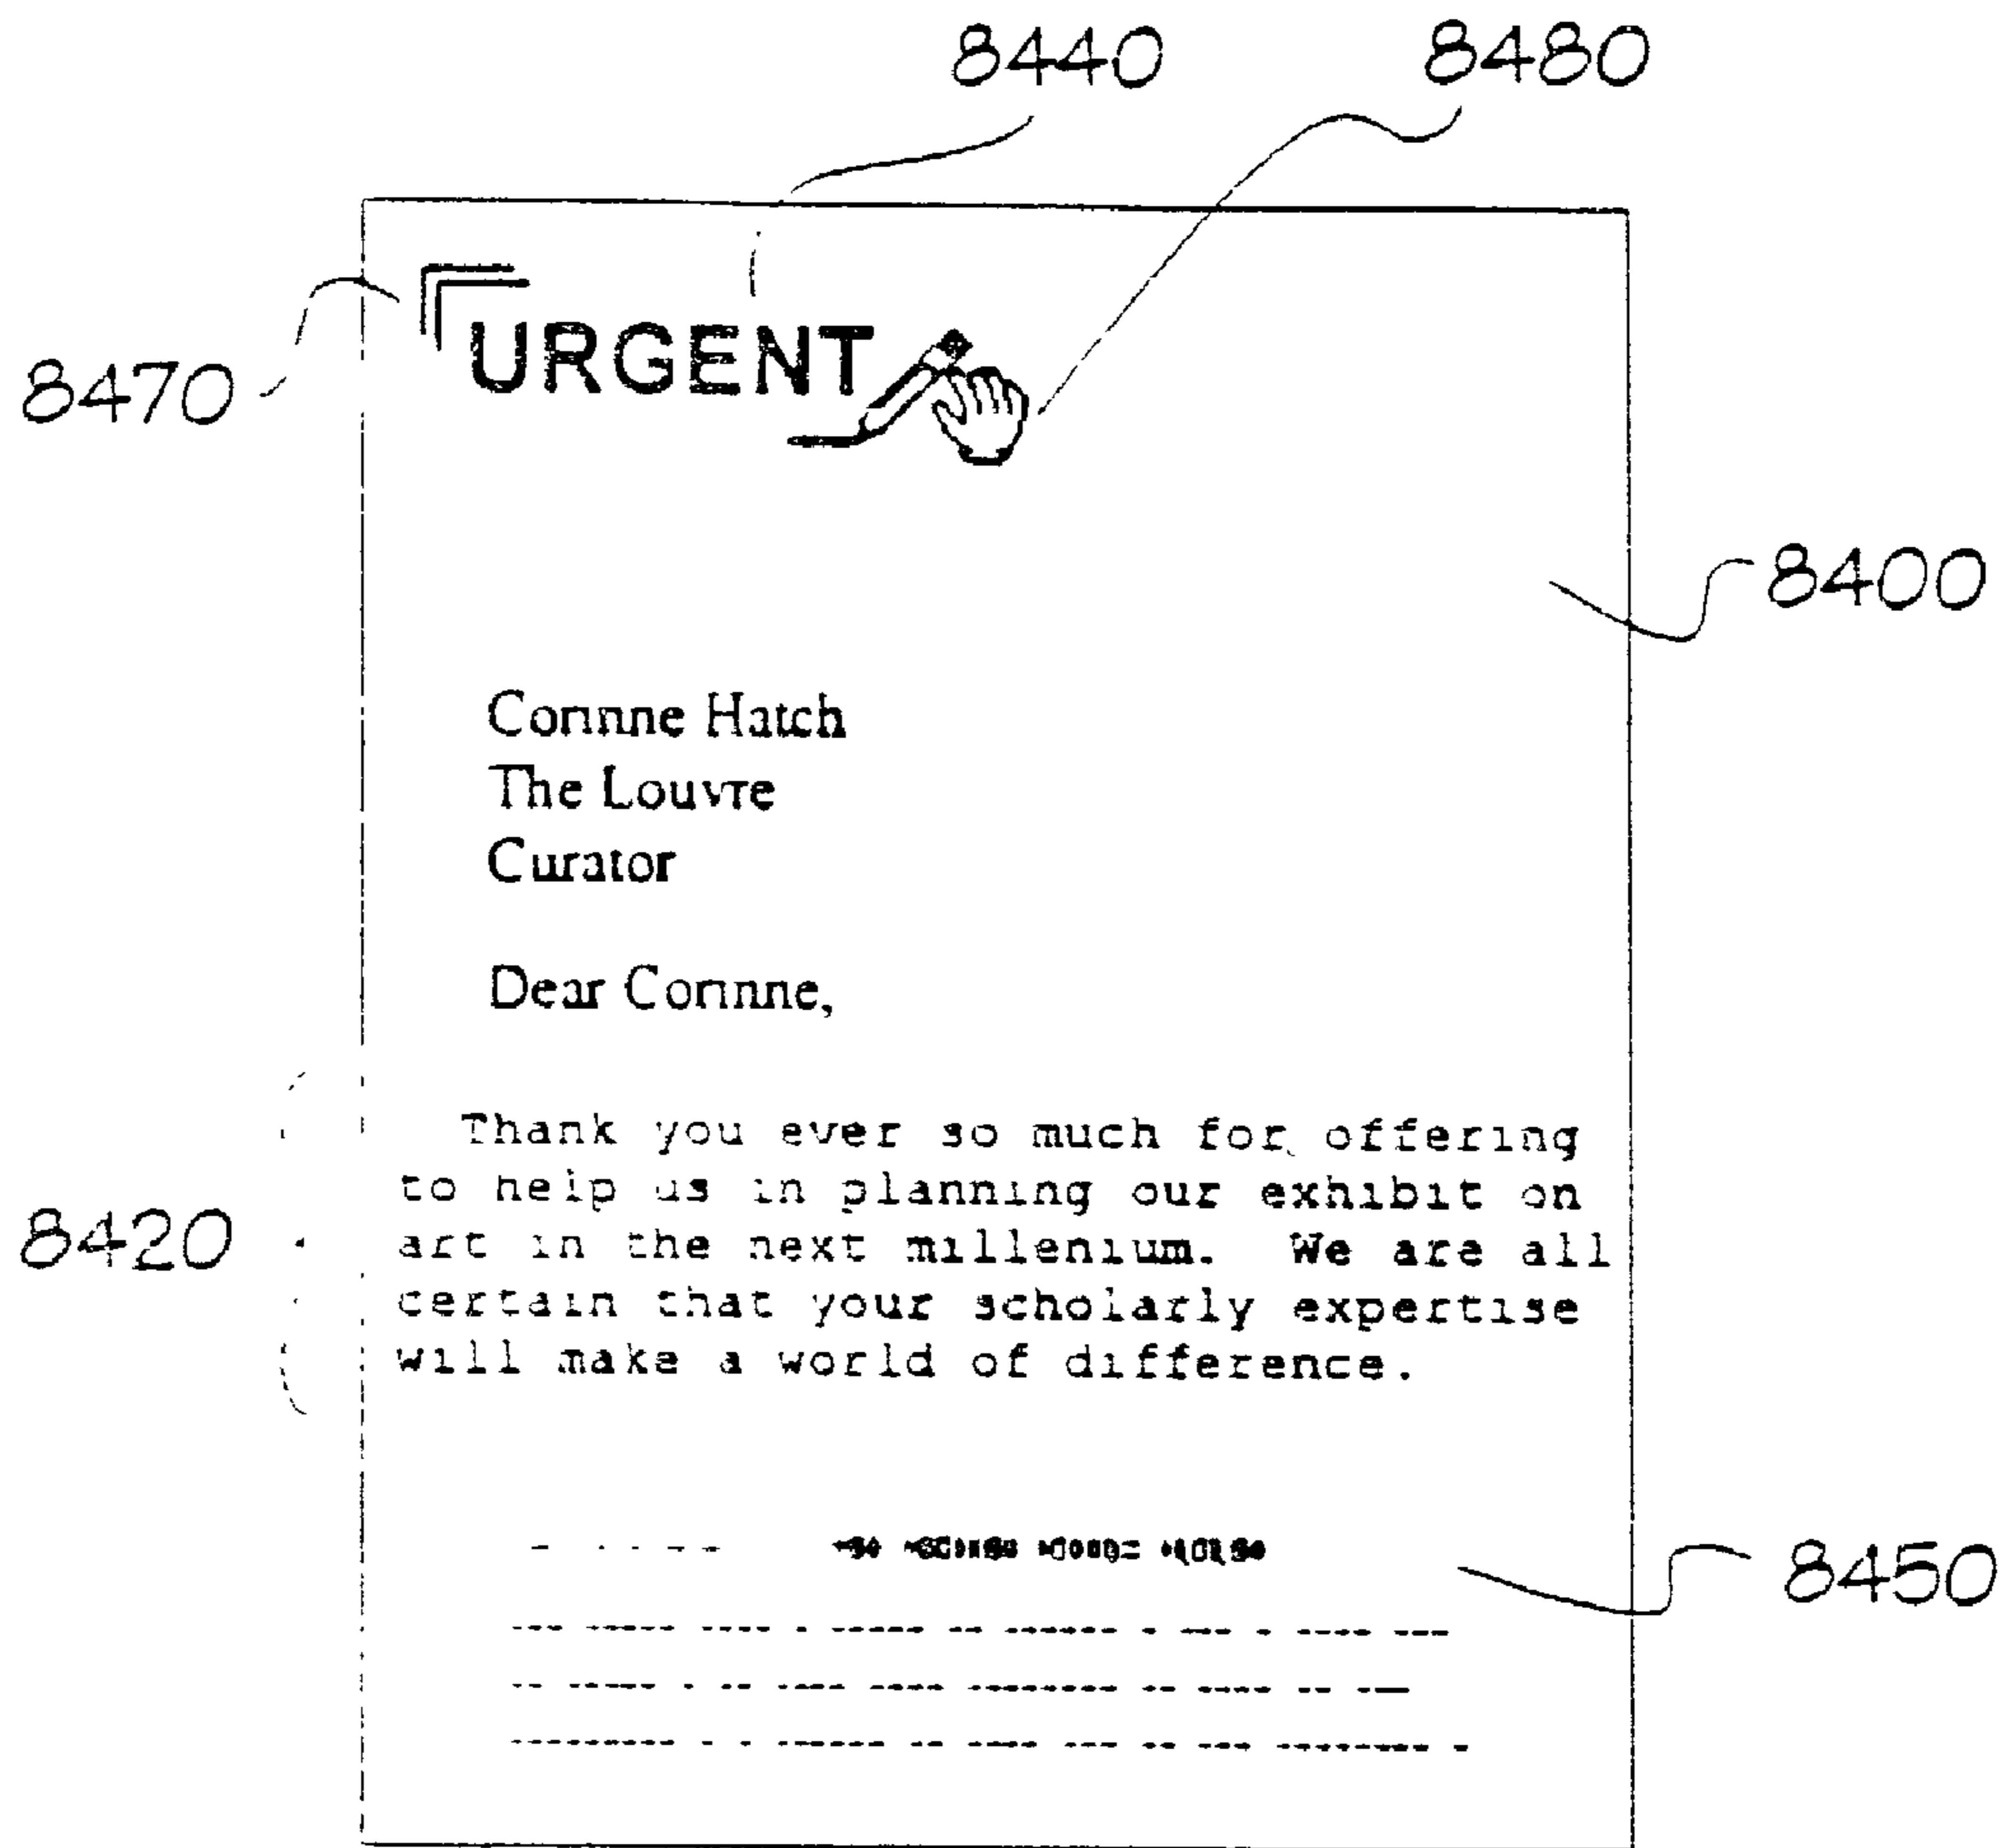 8440 8480
URGENT
8470
8400
Corinne Hatch
The Louvre
Curator
Dear Corinne,
Thank you ever so much for offering
to help us in planning our exhibit on
8420
art in the next millenium. We are all
certain that your scholarly expertise
will make a world of difference.
8450